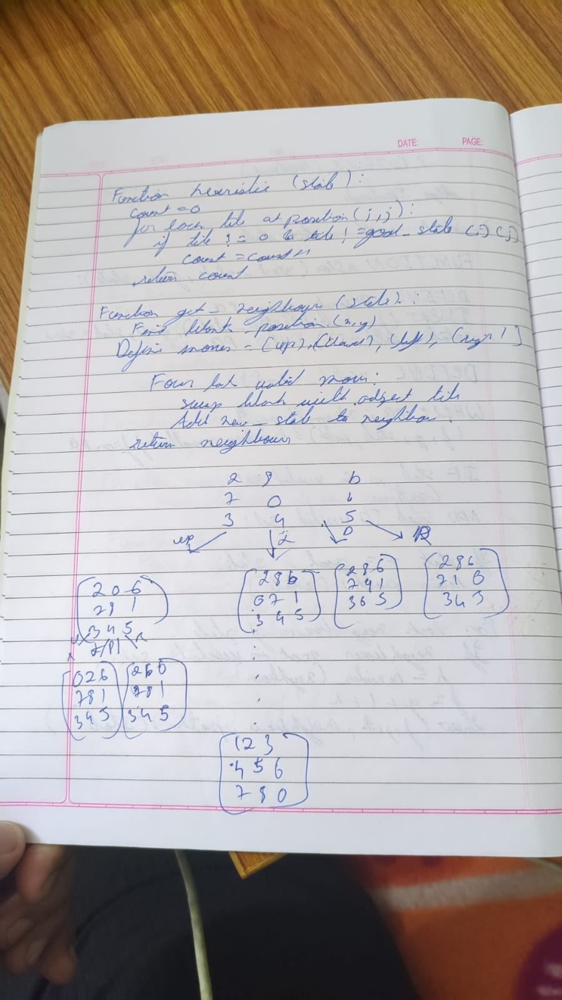 DATE: PAGE:
Function heuristic (state):
count = 0
for each tile at position (i,j):
if tile != 0 & tile != goal_state (i) (j)
count = count
return count
Function get_neighbours (state):
Find blank position (x,y)
Define moves = (up), (down), (left), (right)
For each valid move:
swap blank with adject tile
Add new_state to neighbour.
return neighbours
2 8 6
7 0 1
3 4 5
up L D R
2 0 6
7 8 1
3 4 5
2 8 6
0 7 1
3 4 5
2 8 6
7 4 1
3 0 5
2 8 6
7 1 0
3 4 5
0 2 6
7 8 1
3 4 5
2 6 0
7 8 1
3 4 5
1 2 3
4 5 6
7 8 0